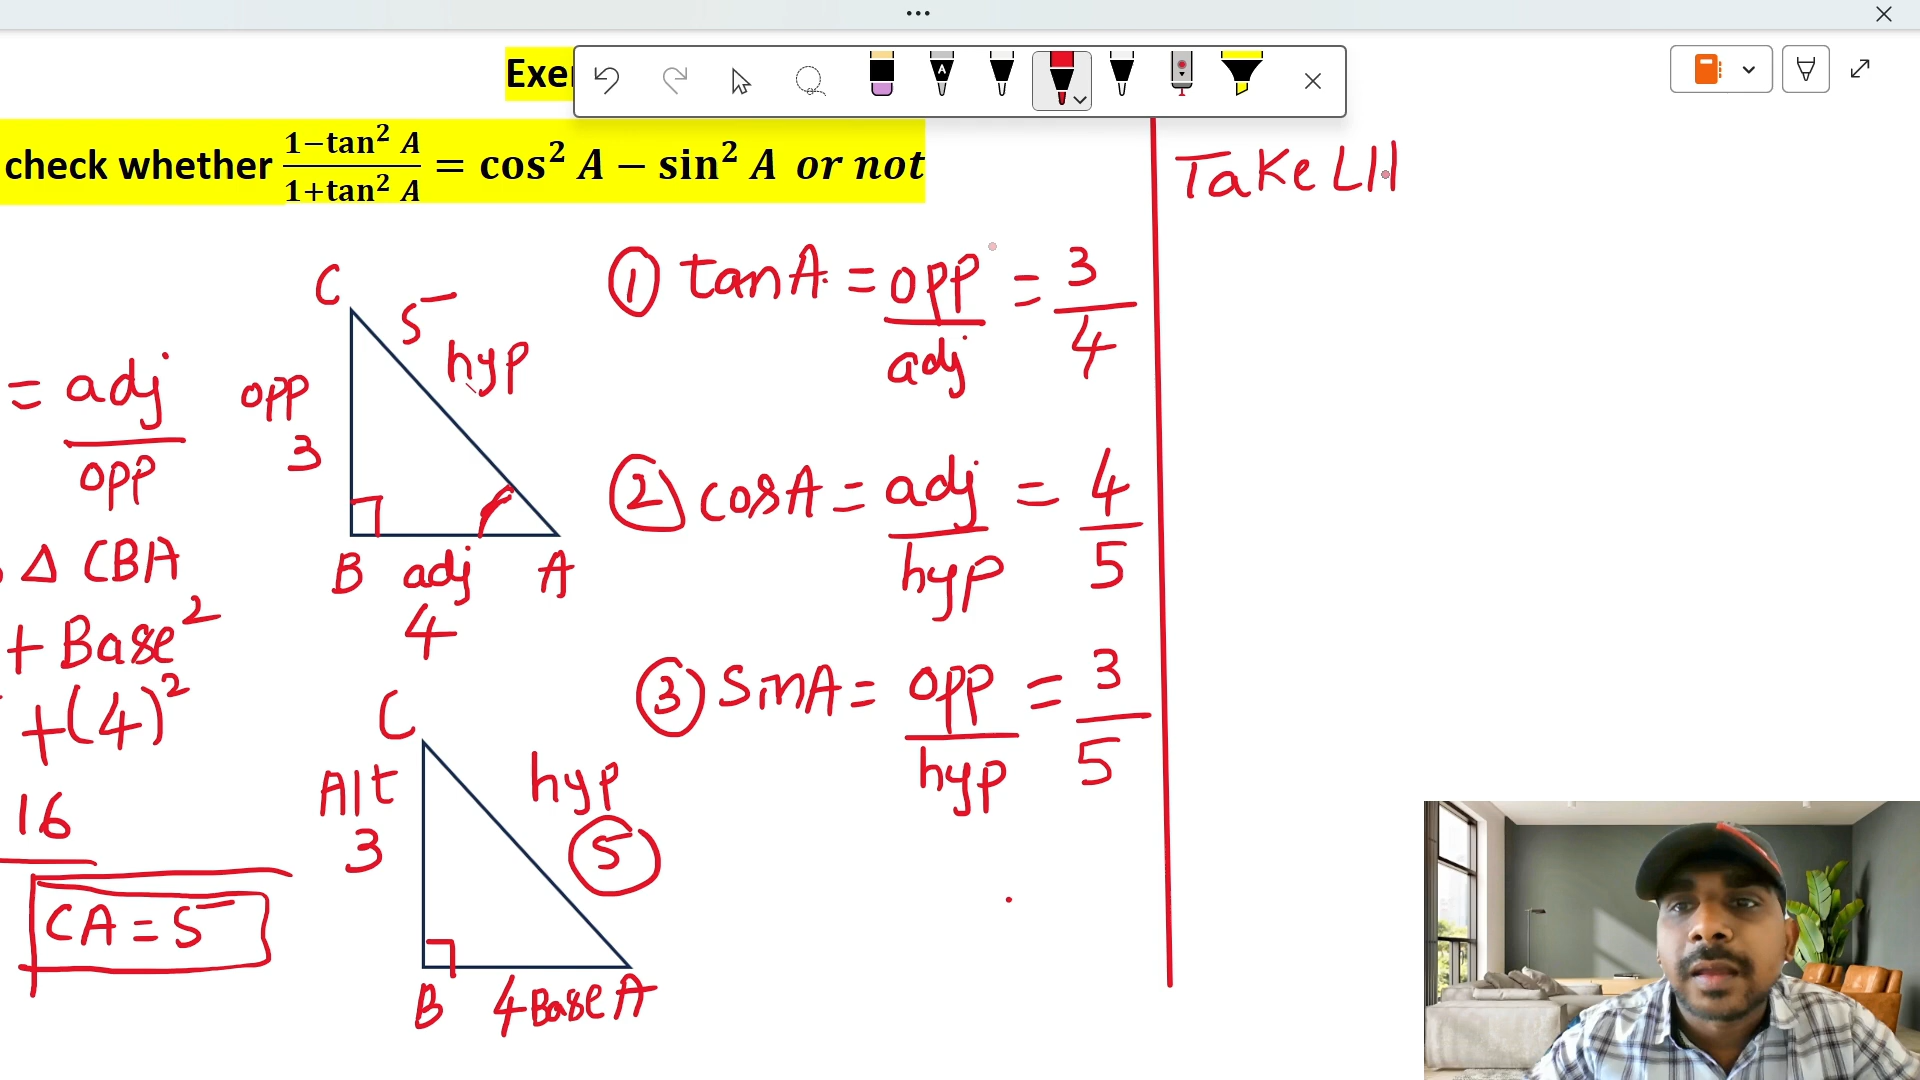 Exer
check whether (1−tan² A)/(1+tan² A) = cos² A − sin² A or not
Take LH
C
5
hyp
opp
3
B adj A
4
= adj/opp
Δ CBA
+ Base²
+(4)²
16
CA = 5
① tanA = opp/adj = 3/4
② cosA = adj/hyp = 4/5
③ sinA = opp/hyp = 3/5
C
Alt
3
hyp
5
B 4 Base A